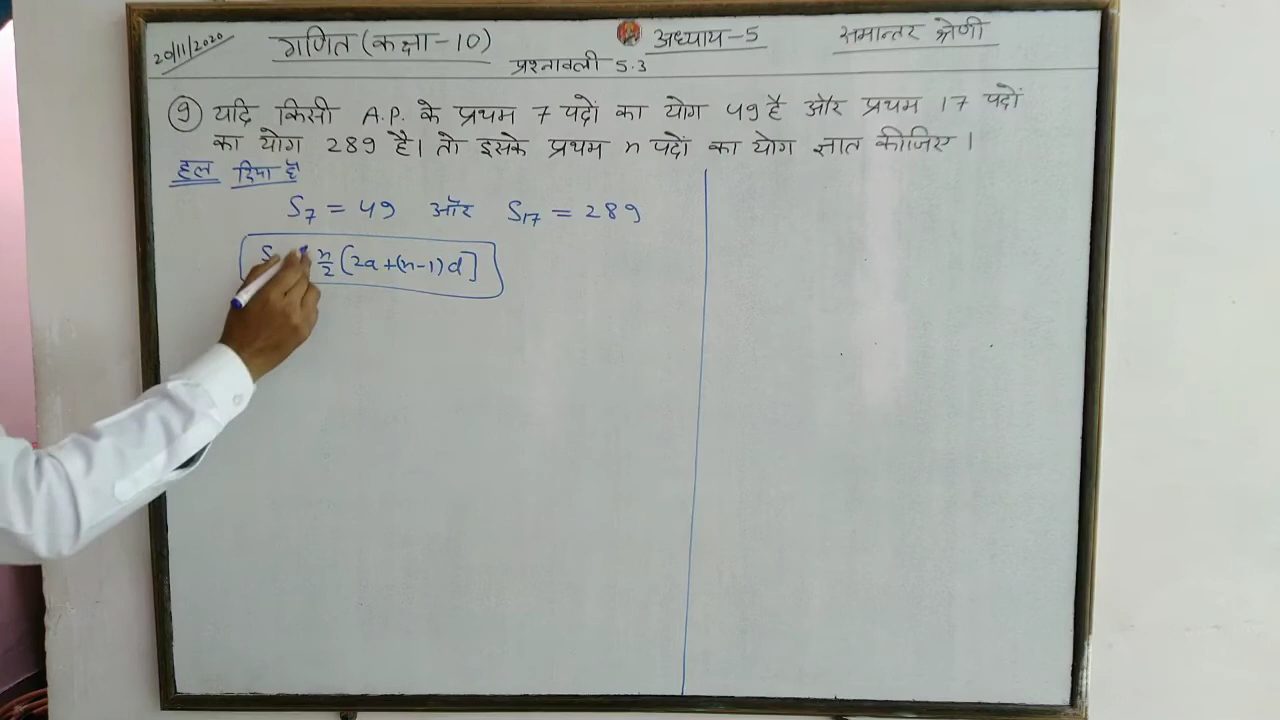 20/11/2020 गणित (कक्षा-10) अध्याय-5 समान्तर श्रेणी
प्रश्नावली 5.3
9 यदि किसी A.P. के प्रथम 7 पदों का योग 49 है और प्रथम 17 पदों
का योग 289 है। तो इसके प्रथम n पदों का योग ज्ञात कीजिए।
हल दिया है
S₇ = 49 और S₁₇ = 289
S n/2 (2a+(n-1)d]